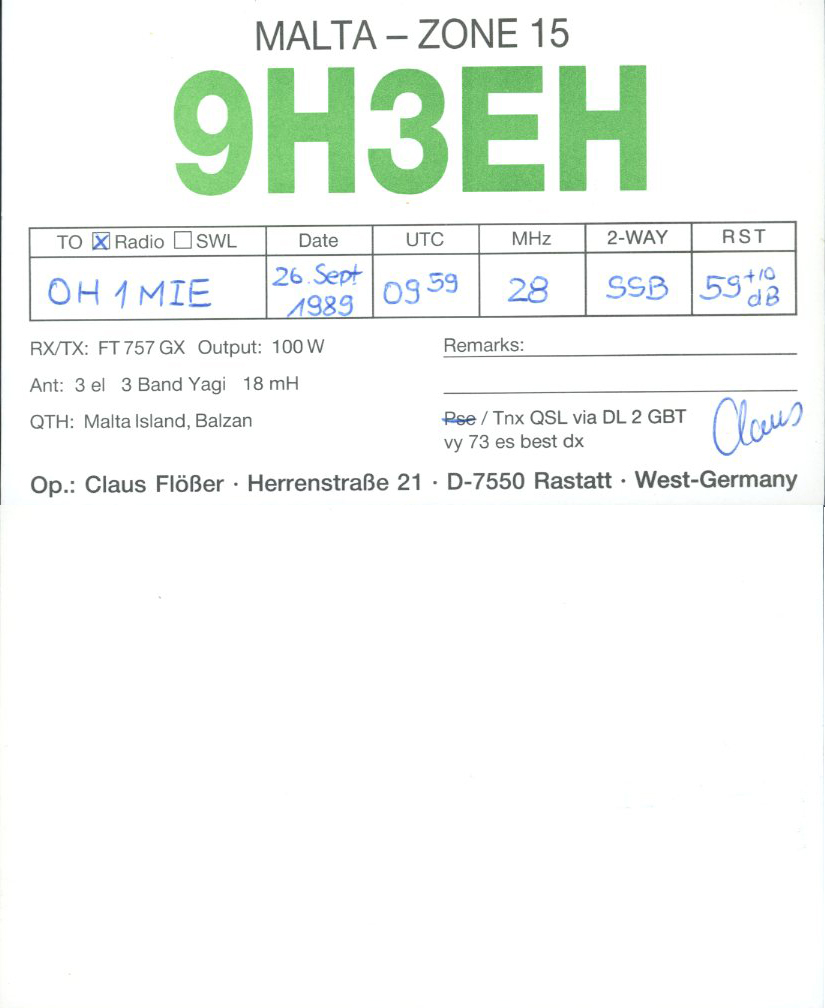 MALTA – ZONE 15
9H3EH
TO ☒ Radio ☐ SWL Date UTC MHz 2-WAY RST
OH1MIE 26. Sept 1989 09 59 28 SSB 59 +10 dB
RX/TX: FT 757 GX Output: 100 W
Remarks:
Ant: 3 el 3 Band Yagi 18 mH
QTH: Malta Island, Balzan
Pse / Tnx QSL via DL 2 GBT
Claus
vy 73 es best dx
Op.: Claus Flößer · Herrenstraße 21 · D-7550 Rastatt · West-Germany